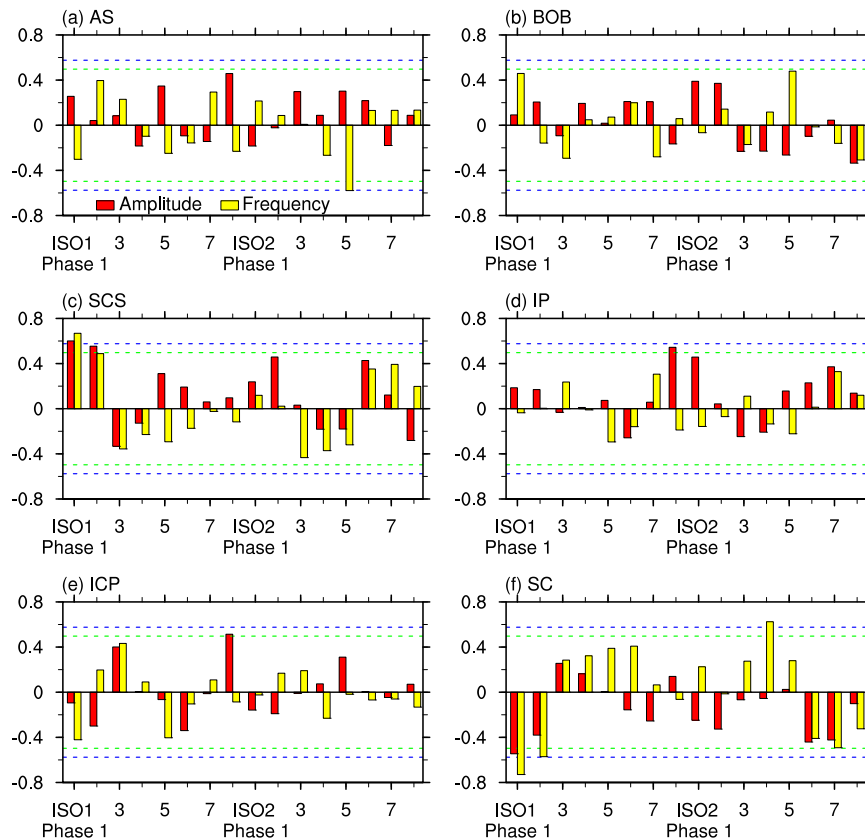 (a) AS
(b) BOB
0.8
0.4
0
-0.4
-0.8
Amplitude
Frequency
ISO1
3
5
7
ISO2
3
5
7
Phase 1
Phase 1
0.8
0.4
0
-0.4
-0.8
ISO1
3
5
7
ISO2
3
5
7
Phase 1
Phase 1
(c) SCS
(d) IP
0.8
0.4
0
-0.4
-0.8
ISO1
3
5
7
ISO2
3
5
7
Phase 1
Phase 1
0.8
0.4
0
-0.4
-0.8
ISO1
3
5
7
ISO2
3
5
7
Phase 1
Phase 1
(e) ICP
(f) SC
0.8
0.4
0
-0.4
-0.8
ISO1
3
5
7
ISO2
3
5
7
Phase 1
Phase 1
0.8
0.4
0
-0.4
-0.8
ISO1
3
5
7
ISO2
3
5
7
Phase 1
Phase 1